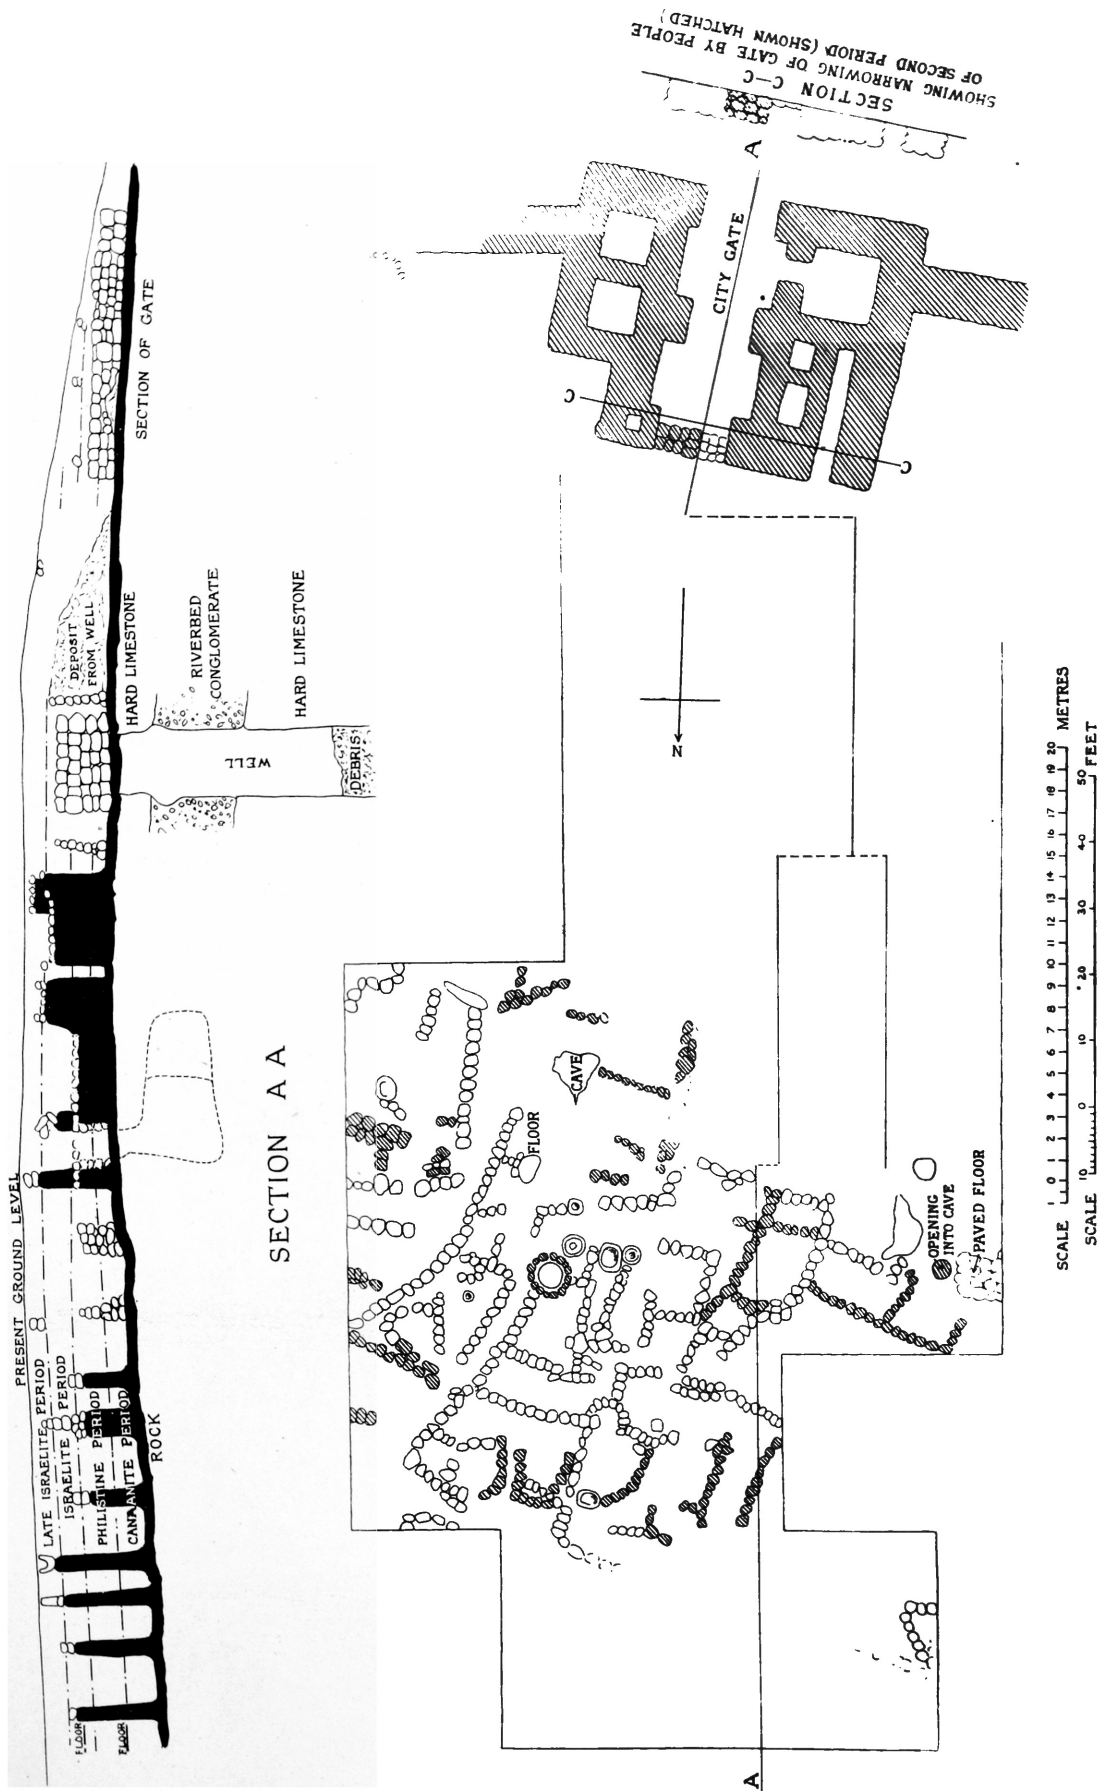 PRESENT GROUND LEVEL
LATE ISRAELITE PERIOD
ISRAELITE PERIOD
PHILISTINE PERIOD
CANAANITE PERIOD
ROCK
FLOOR
FLOOR
DEPOSIT
FROM WELL
HARD LIMESTONE
RIVERBED
CONGLOMERATE
HARD LIMESTONE
WELL
DEBRIS
SECTION OF GATE
SECTION A A
SECTION C–C
SHOWING NARROWING OF GATE BY PEOPLE
OF SECOND PERIOD (SHOWN HATCHED)
A
CITY GATE
C
C
N
CAVE
FLOOR
OPENING
INTO CAVE
PAVED FLOOR
A
SCALE 1 0 1 2 3 4 5 6 7 8 9 10 11 12 13 14 15 16 17 18 19 20 METRES
SCALE 10 0 10 20 30 40 50 FEET